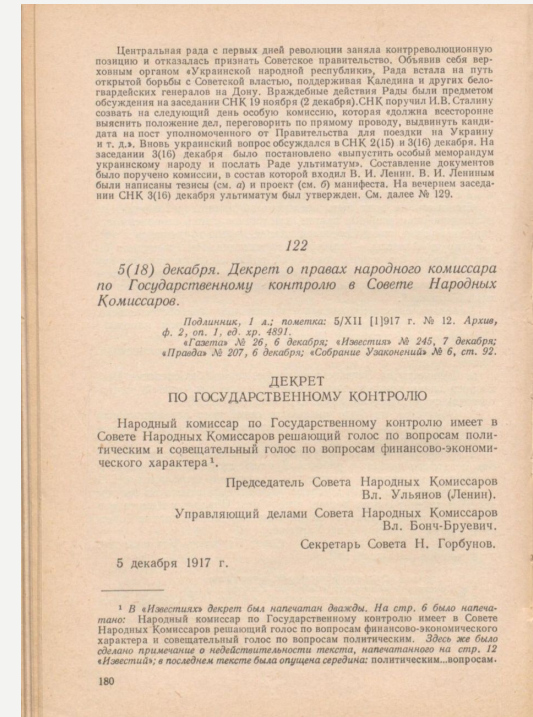 Центральная рада с первых дней революции заняла контрреволюционную
позицию и отказалась признать Советское правительство. Объявив себя вер-
ховным органом «Украинской народной республики», Рада встала на путь
открытой борьбы с Советской властью, поддерживая Каледина и других бело-
гвардейских генералов на Дону. Враждебные действия Рады были предметом
обсуждения на заседании СНК 19 ноября (2 декабря).СНК поручил И.В. Сталину
созвать на следующий день особую комиссию, которая «должна всесторонне
выяснить положение дел, переговорить по прямому проводу, выдвинуть канди-
дата на пост уполномоченного от Правительства для поездки на Украину
и т. д.». Вновь украинский вопрос обсуждался в СНК 2(15) и 3(16) декабря. На
заседании 3(16) декабря было постановлено «выпустить особый меморандум
украинскому народу и послать Раде ультиматум». Составление документов
было поручено комиссии, в состав которой входил В. И. Ленин. В. И. Лениным
были написаны тезисы (см. а) и проект (см. б) манифеста. На вечернем заседа-
нии СНК 3(16) декабря ультиматум был утвержден. См. далее № 129.
122
5(18) декабря. Декрет о правах народного комиссара
по Государственному контролю в Совете Народных
Комиссаров.
Подлинник, 1 л.; пометка: 5/XII [1]917 г. № 12. Архив,
ф. 2, оп. 1, ед. хр. 4891.
«Газета» № 26, 6 декабря; «Известия» № 245, 7 декабря;
«Правда» № 207, 6 декабря; «Собрание Узаконений» № 6, ст. 92.
ДЕКРЕТ
ПО ГОСУДАРСТВЕННОМУ КОНТРОЛЮ
Народный комиссар по Государственному контролю имеет в
Совете Народных Комиссаров решающий голос по вопросам поли-
тическим и совещательный голос по вопросам финансово-экономи-
ческого характера ¹.
Председатель Совета Народных Комиссаров
Вл. Ульянов (Ленин).
Управляющий делами Совета Народных Комиссаров
Вл. Бонч-Бруевич.
Секретарь Совета Н. Горбунов.
5 декабря 1917 г.
¹ В «Известиях» декрет был напечатан дважды. На стр. 6 было напеча-
тано: Народный комиссар по Государственному контролю имеет в Совете
Народных Комиссаров решающий голос по вопросам финансово-экономического
характера и совещательный голос по вопросам политическим. Здесь же было
сделано примечание о недействительности текста, напечатанного на стр. 12
«Известий»; в последнем тексте была опущена середина: политическим...вопросам.
180